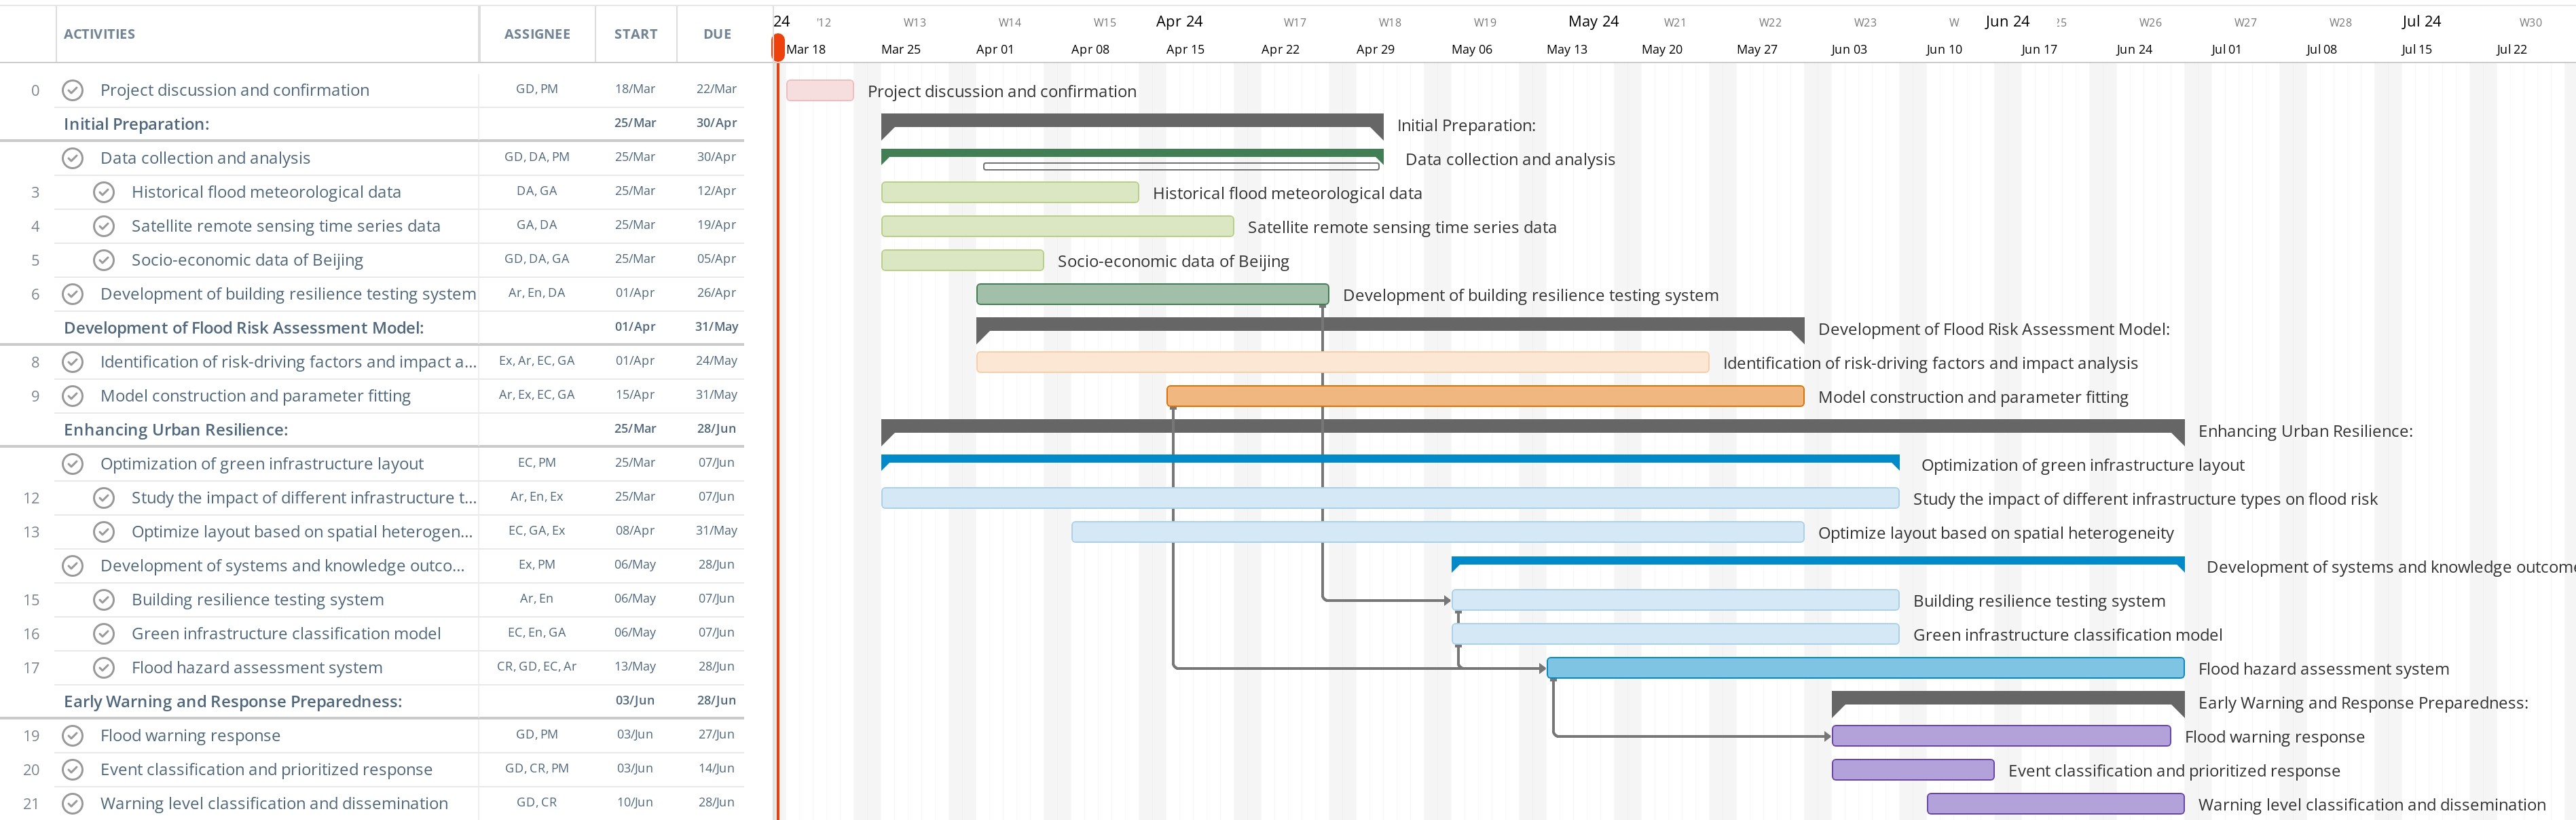 ACTIVITIES ASSIGNEE START DUE
24 '12 W13 W14 W15 Apr 24 W17 W18 W19 May 24 W21 W22 W23 W Jun 24 25 W26 W27 W28 Jul 24 W30
Mar 18 Mar 25 Apr 01 Apr 08 Apr 15 Apr 22 Apr 29 May 06 May 13 May 20 May 27 Jun 03 Jun 10 Jun 17 Jun 24 Jul 01 Jul 08 Jul 15 Jul 22
0 Project discussion and confirmation GD, PM 18/Mar 22/Mar Project discussion and confirmation
Initial Preparation: 25/Mar 30/Apr Initial Preparation:
Data collection and analysis GD, DA, PM 25/Mar 30/Apr Data collection and analysis
3 Historical flood meteorological data DA, GA 25/Mar 12/Apr Historical flood meteorological data
4 Satellite remote sensing time series data GA, DA 25/Mar 19/Apr Satellite remote sensing time series data
5 Socio-economic data of Beijing GD, DA, GA 25/Mar 05/Apr Socio-economic data of Beijing
6 Development of building resilience testing system Ar, En, DA 01/Apr 26/Apr Development of building resilience testing system
Development of Flood Risk Assessment Model: 01/Apr 31/May Development of Flood Risk Assessment Model:
8 Identification of risk-driving factors and impact a... Ex, Ar, EC, GA 01/Apr 24/May Identification of risk-driving factors and impact analysis
9 Model construction and parameter fitting Ar, Ex, EC, GA 15/Apr 31/May Model construction and parameter fitting
Enhancing Urban Resilience: 25/Mar 28/Jun Enhancing Urban Resilience:
Optimization of green infrastructure layout EC, PM 25/Mar 07/Jun Optimization of green infrastructure layout
12 Study the impact of different infrastructure t... Ar, En, Ex 25/Mar 07/Jun Study the impact of different infrastructure types on flood risk
13 Optimize layout based on spatial heterogen... EC, GA, Ex 08/Apr 31/May Optimize layout based on spatial heterogeneity
Development of systems and knowledge outco... Ex, PM 06/May 28/Jun Development of systems and knowledge outcome
15 Building resilience testing system Ar, En 06/May 07/Jun Building resilience testing system
16 Green infrastructure classification model EC, En, GA 06/May 07/Jun Green infrastructure classification model
17 Flood hazard assessment system CR, GD, EC, Ar 13/May 28/Jun Flood hazard assessment system
Early Warning and Response Preparedness: 03/Jun 28/Jun Early Warning and Response Preparedness:
19 Flood warning response GD, PM 03/Jun 27/Jun Flood warning response
20 Event classification and prioritized response GD, CR, PM 03/Jun 14/Jun Event classification and prioritized response
21 Warning level classification and dissemination GD, CR 10/Jun 28/Jun Warning level classification and dissemination